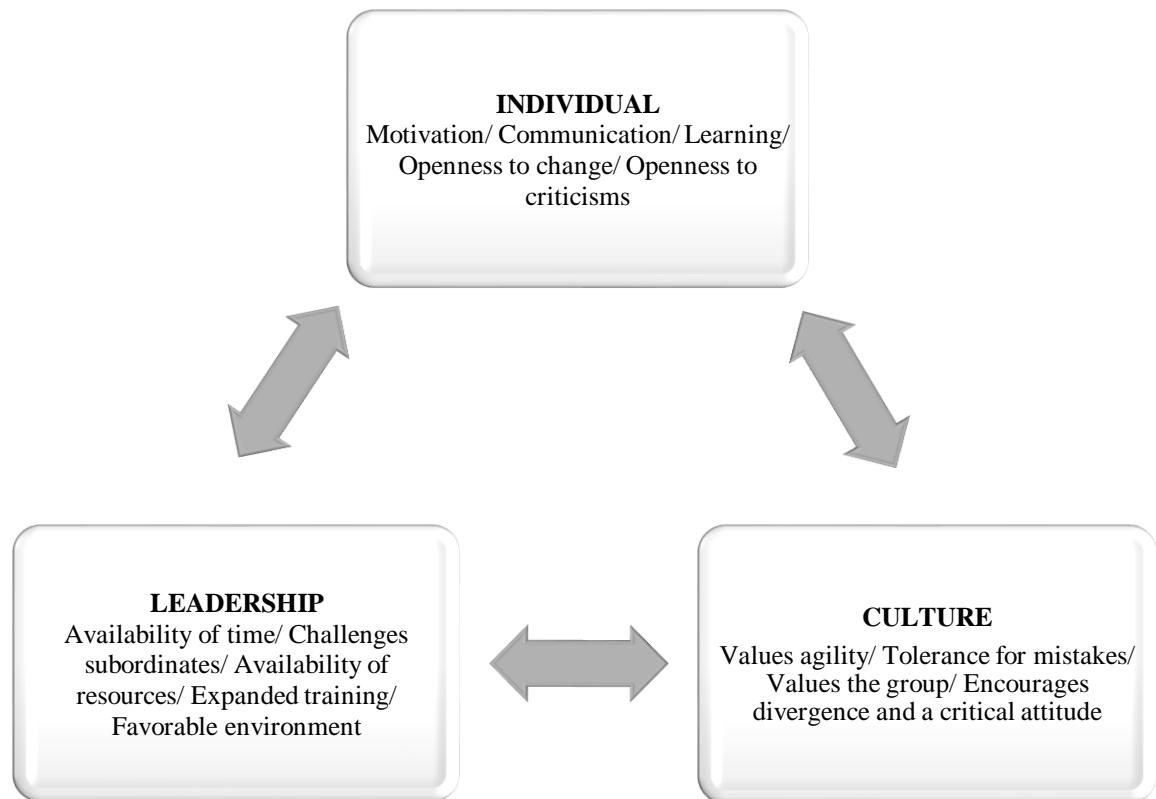 INDIVIDUAL
Motivation/ Communication/ Learning/
Openness to change/ Openness to
criticisms
LEADERSHIP
Availability of time/ Challenges
subordinates/ Availability of
resources/ Expanded training/
Favorable environment
CULTURE
Values agility/ Tolerance for mistakes/
Values the group/ Encourages
divergence and a critical attitude